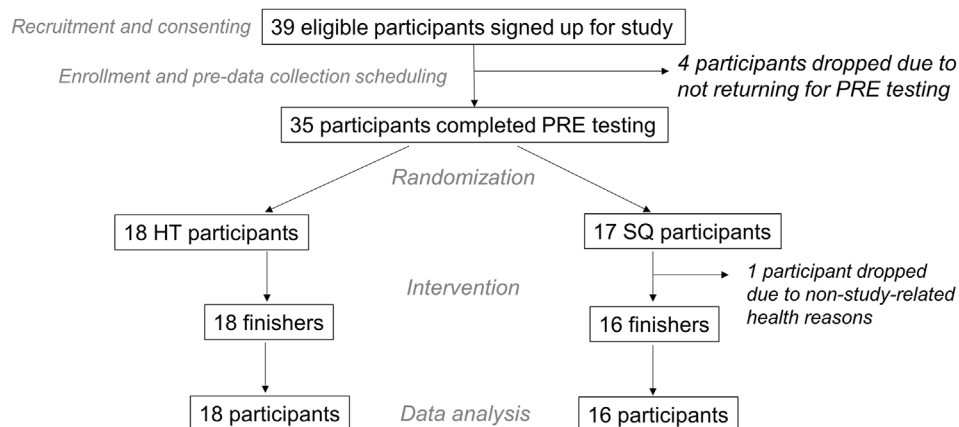 Recruitment and consenting
39 eligible participants signed up for study
Enrollment and pre-data collection scheduling
4 participants dropped due to
not returning for PRE testing
35 participants completed PRE testing
Randomization
18 HT participants
17 SQ participants
Intervention
1 participant dropped
due to non-study-related
health reasons
18 finishers
16 finishers
18 participants
Data analysis
16 participants